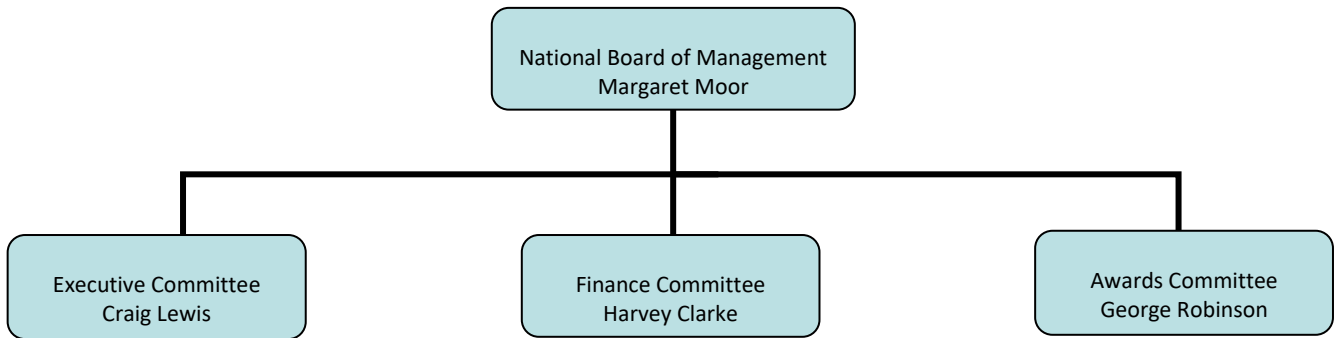 National Board of Management
Margaret Moor
Executive Committee
Craig Lewis
Finance Committee
Harvey Clarke
Awards Committee
George Robinson